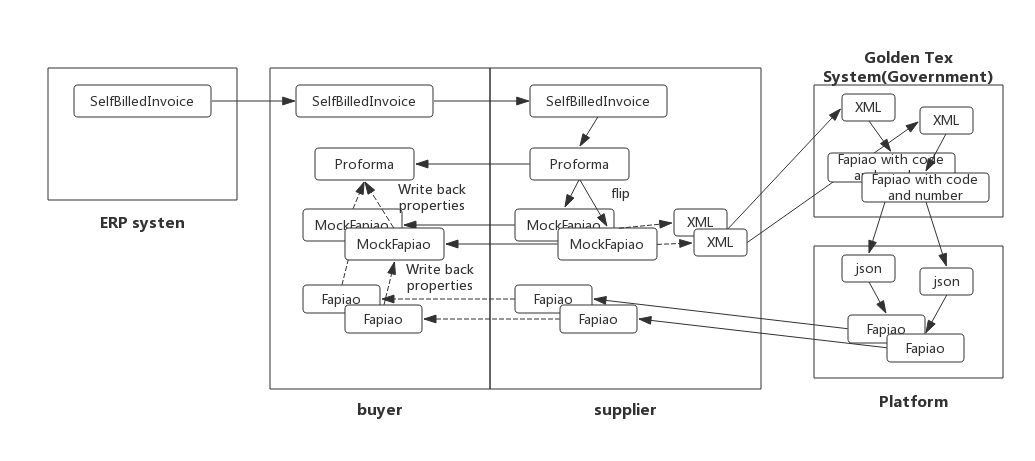 Golden Tex
System(Government)
SelfBilledInvoice
SelfBilledInvoice
SelfBilledInvoice
XML
XML
Proforma
Proforma
Fapiao with code
Fapiao with code
and number
Write back
properties
flip
MockFapiao
MockFapiao
MockFapiao
MockFapiao
XML
XML
ERP systen
Write back
properties
json
json
Fapiao
Fapiao
Fapiao
Fapiao
Fapiao
Fapiao
buyer
supplier
Platform